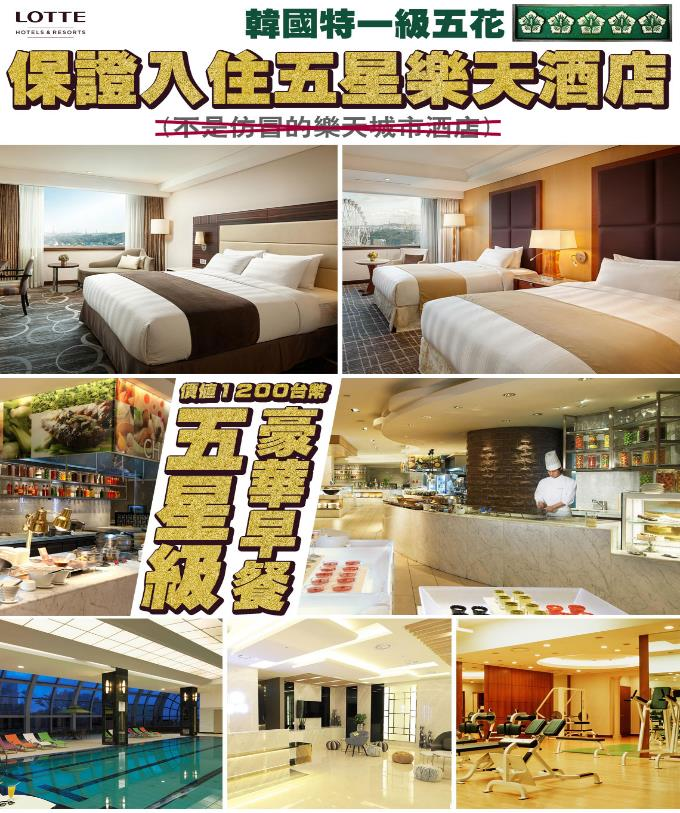 LOTTE
HOTELS & RESORTS
韓國特一級五花
保證入住五星樂天酒店
(不是仿冒的樂天城市酒店)
價值1200台幣
五星級
豪華早餐